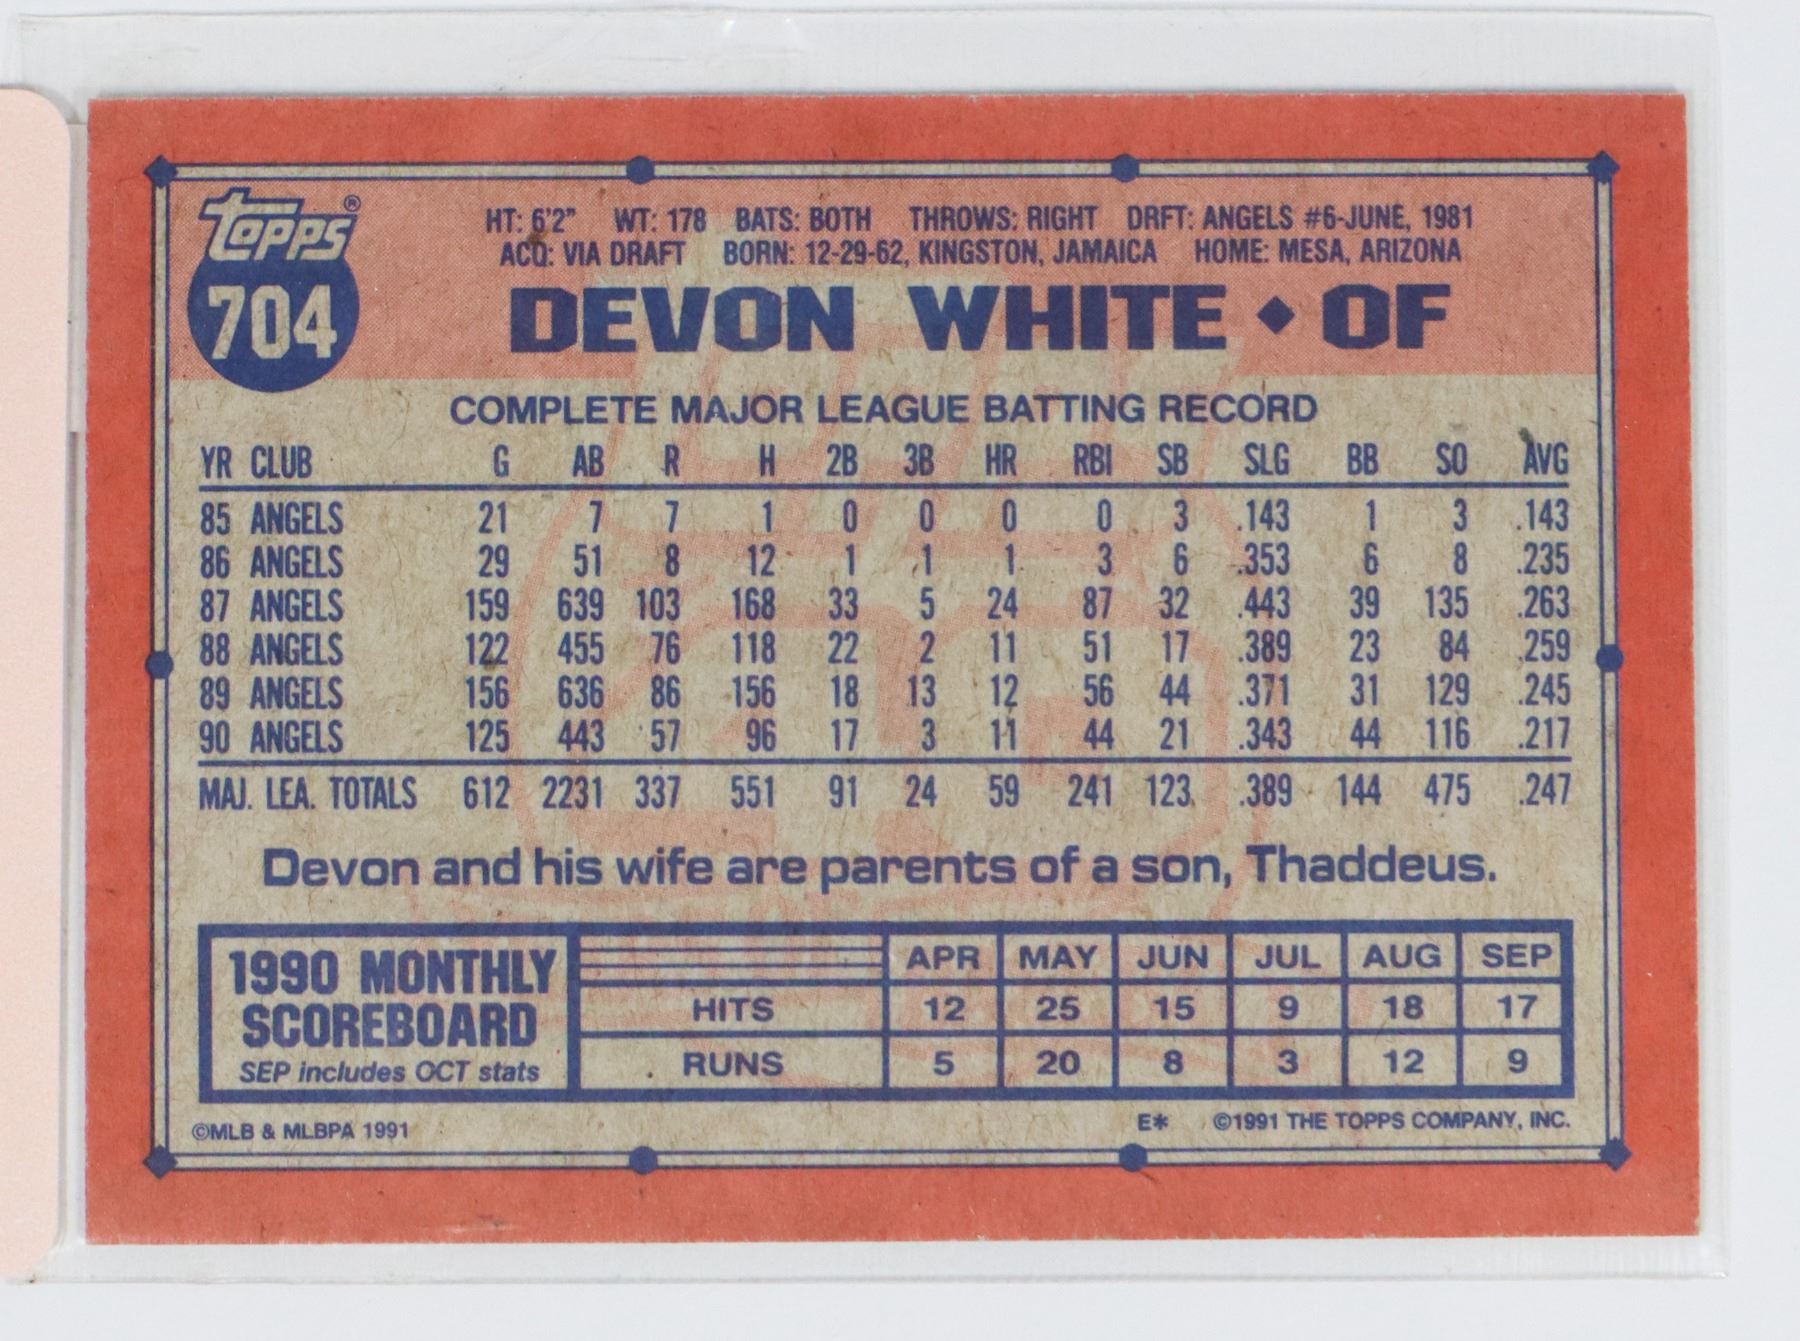 Topps®
704
HT: 6'2" WT: 178 BATS: BOTH THROWS: RIGHT DRFT: ANGELS #6-JUNE, 1981
ACQ: VIA DRAFT BORN: 12-29-62, KINGSTON, JAMAICA HOME: MESA, ARIZONA
DEVON WHITE ◆ OF
COMPLETE MAJOR LEAGUE BATTING RECORD
YR CLUB G AB R H 2B 3B HR RBI SB SLG BB SO AVG
85 ANGELS 21 7 7 1 0 0 0 0 3 .143 1 3 .143
86 ANGELS 29 51 8 12 1 1 1 3 6 .353 6 8 .235
87 ANGELS 159 639 103 168 33 5 24 87 32 .443 39 135 .263
88 ANGELS 122 455 76 118 22 2 11 51 17 .389 23 84 .259
89 ANGELS 156 636 86 156 18 13 12 56 44 .371 31 129 .245
90 ANGELS 125 443 57 96 17 3 11 44 21 .343 44 116 .217
MAJ. LEA. TOTALS 612 2231 337 551 91 24 59 241 123 .389 144 475 .247
Devon and his wife are parents of a son, Thaddeus.
1990 MONTHLY
SCOREBOARD
SEP includes OCT stats
APR MAY JUN JUL AUG SEP
HITS 12 25 15 9 18 17
RUNS 5 20 8 3 12 9
©MLB & MLBPA 1991
E* ©1991 THE TOPPS COMPANY, INC.